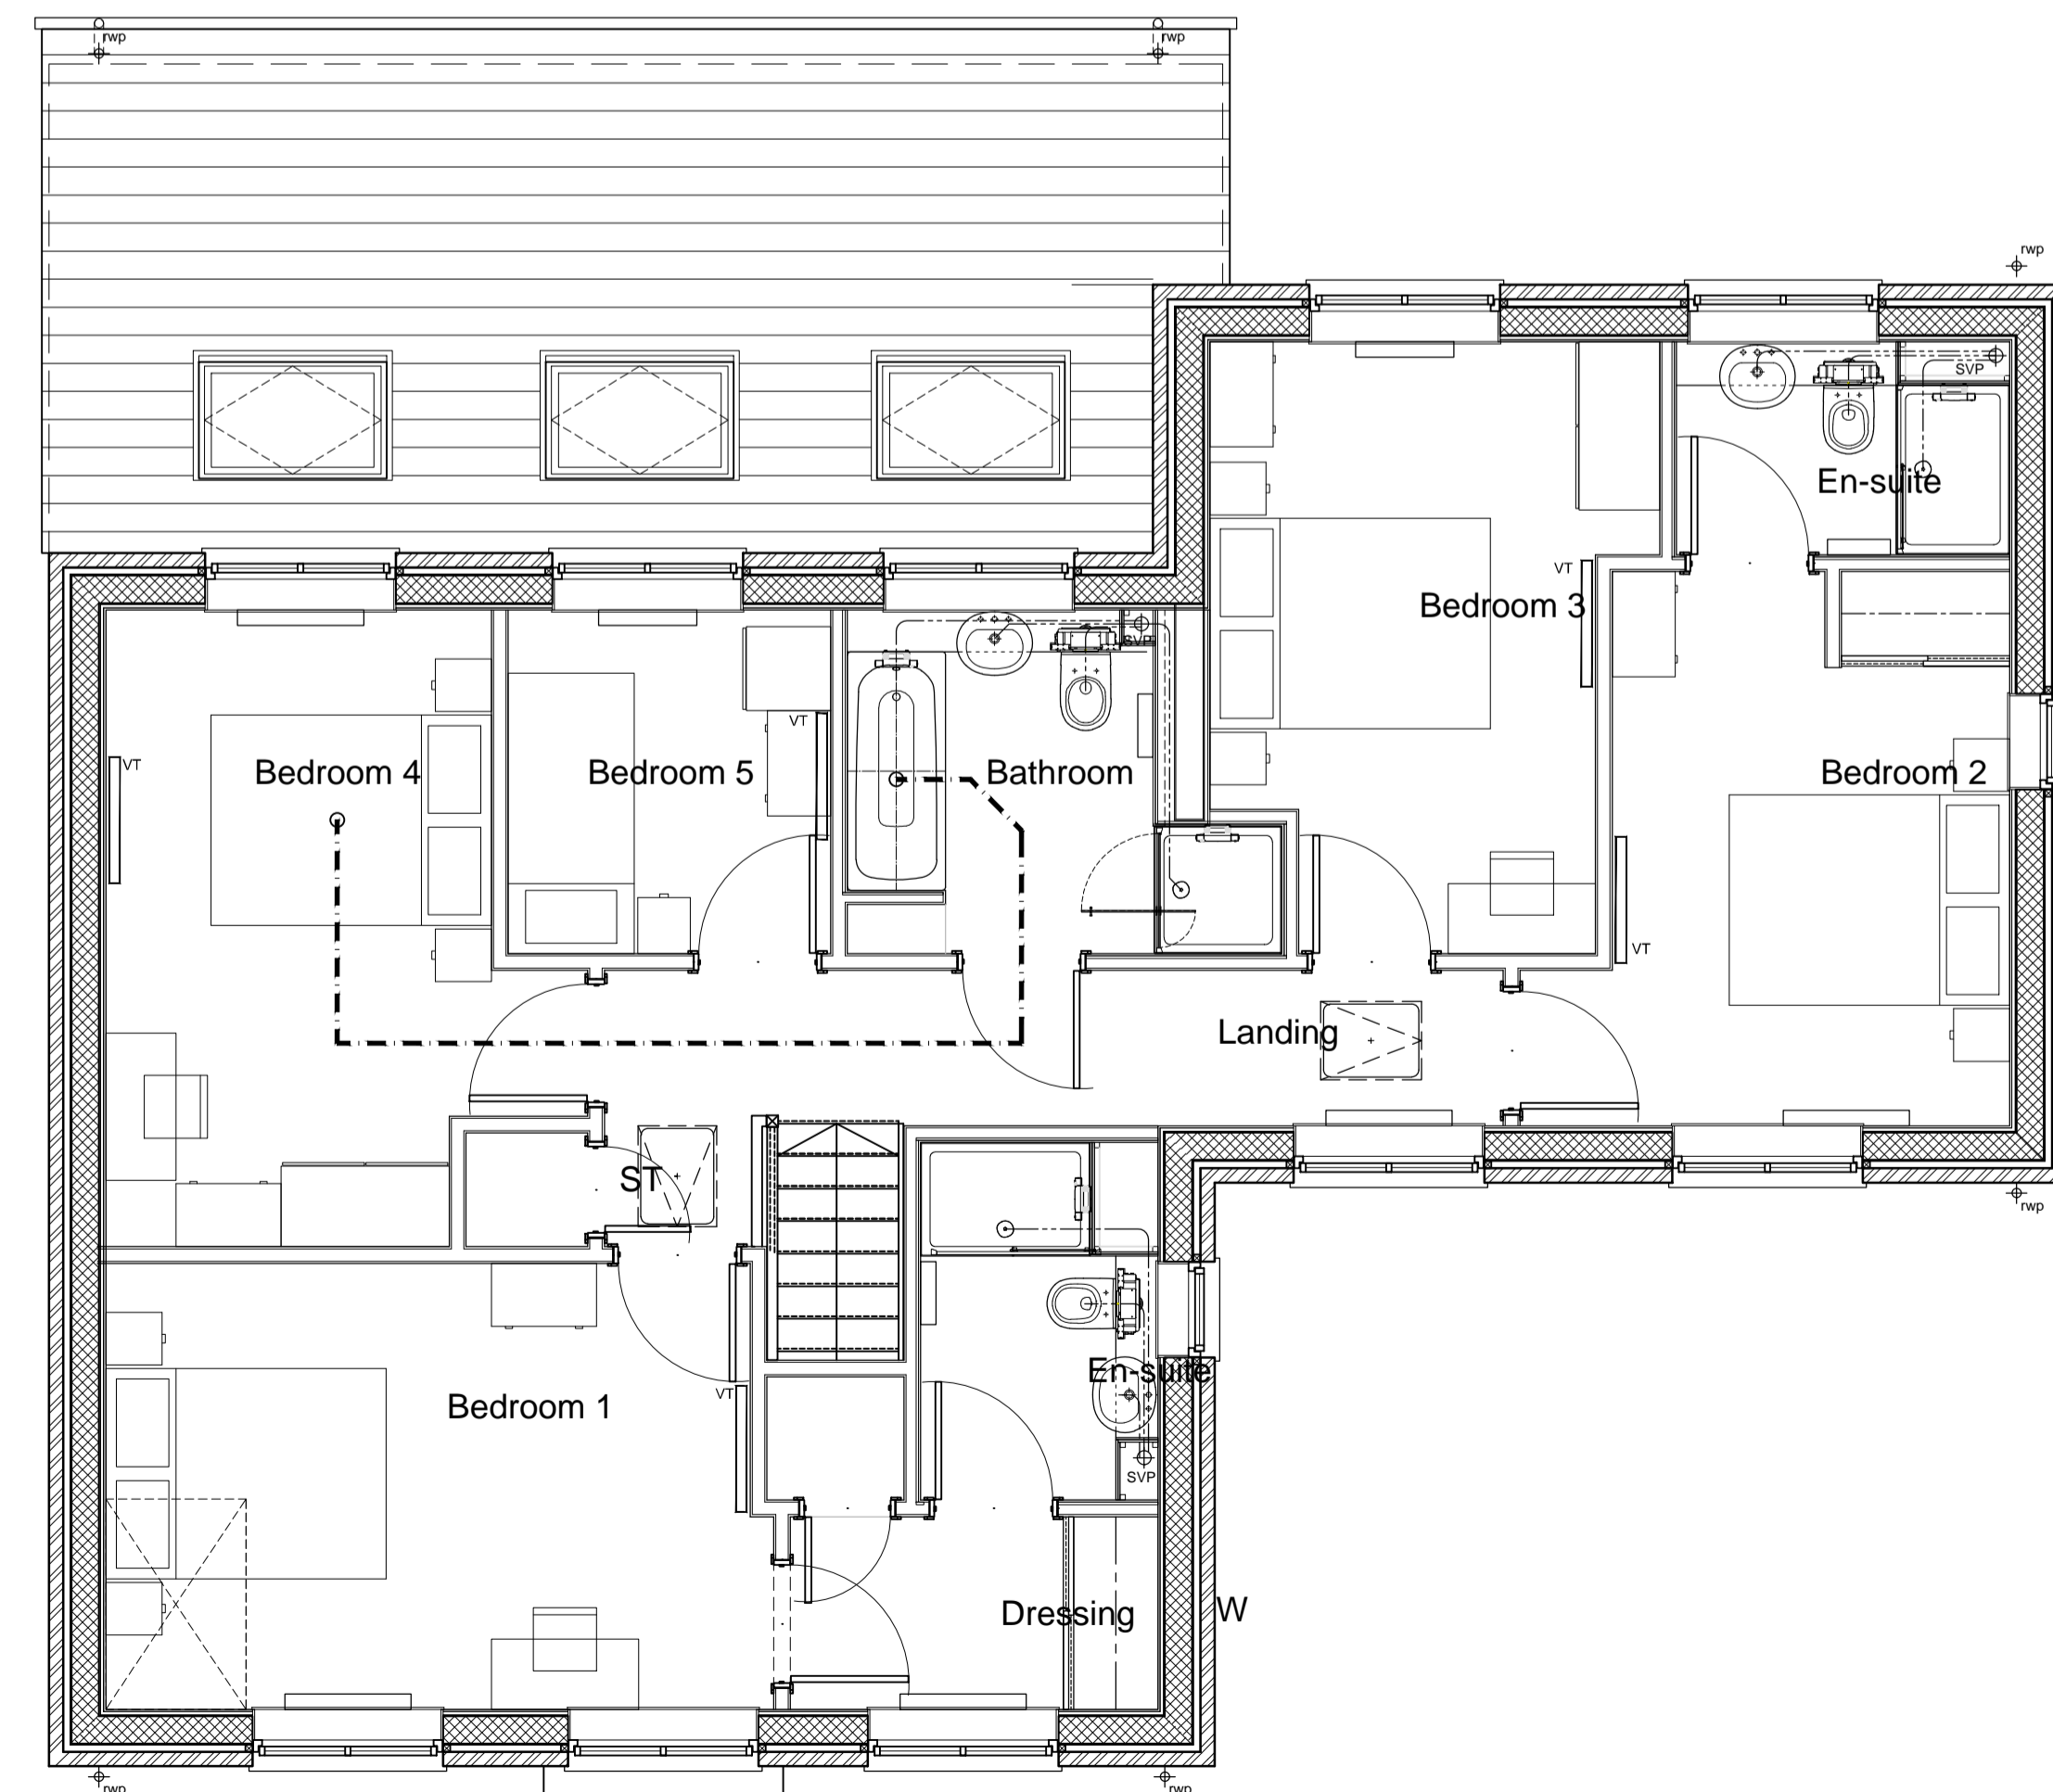 rwp
rwp
rwp
SVP
En-suite
VT
Bedroom 3
SVP
VT
VT
Bedroom 4
Bedroom 5
Bathroom
Bedroom 2
VT
Landing
ST
rwp
En-suite
VT
Bedroom 1
SVP
Dressing
W
rwp
rwp